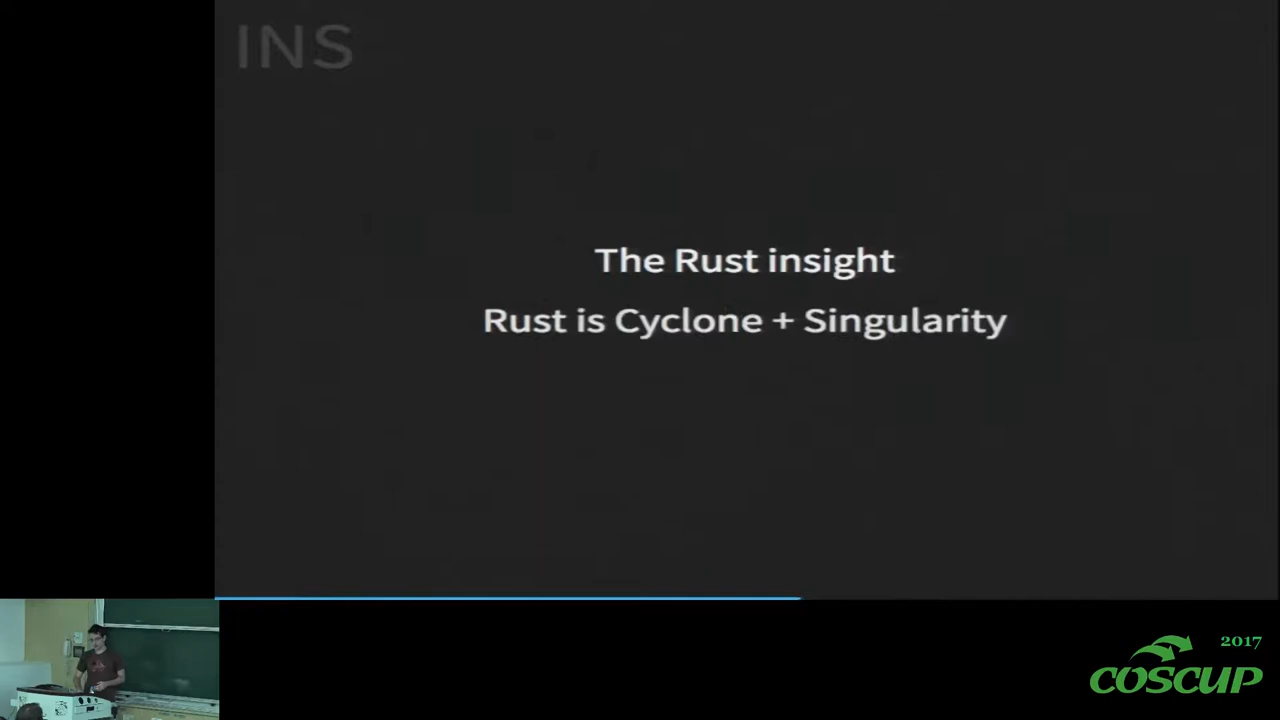 INS
The Rust insight
Rust is Cyclone + Singularity
2017
COSCUP